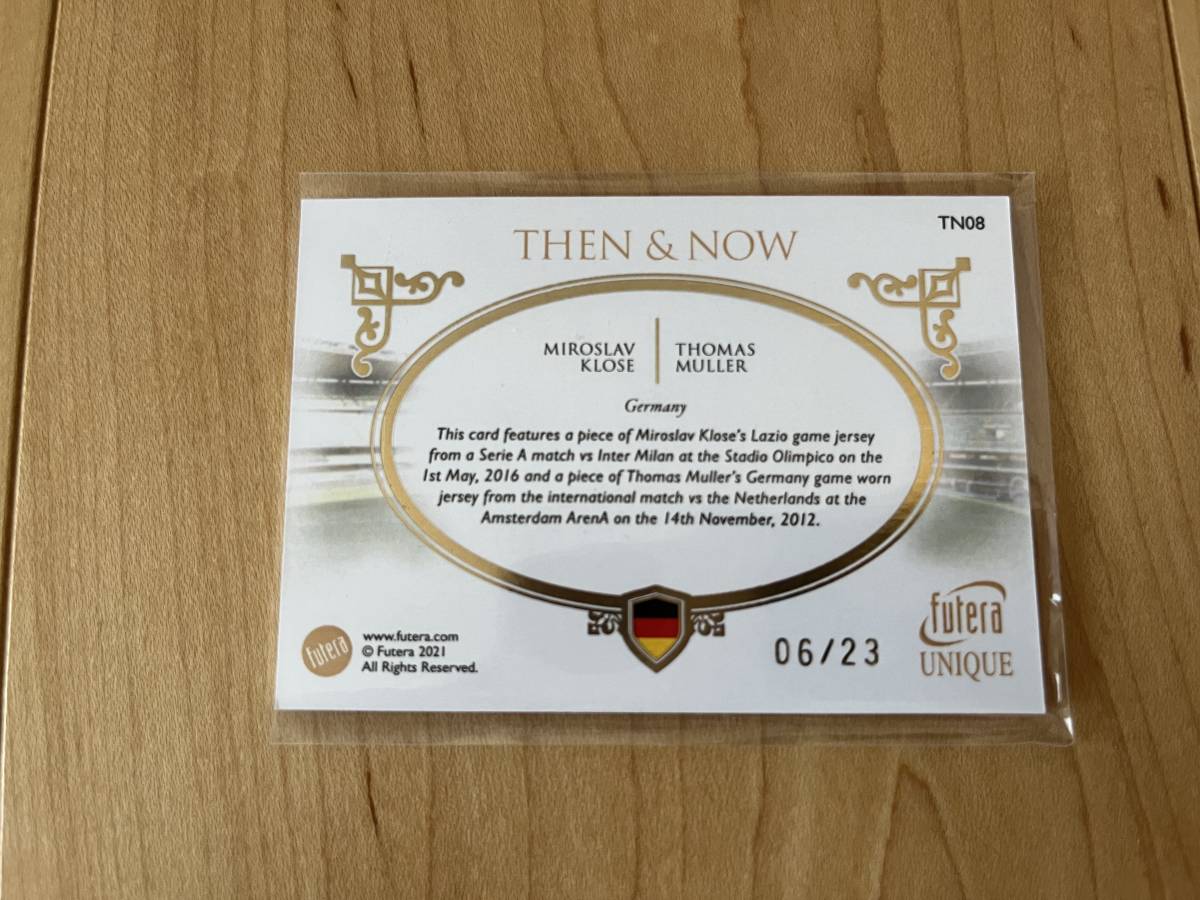 TN08
THEN & NOW
MIROSLAV
KLOSE
THOMAS
MULLER
Germany
This card features a piece of Miroslav Klose's Lazio game jersey
from a Serie A match vs Inter Milan at the Stadio Olimpico on the
1st May, 2016 and a piece of Thomas Muller's Germany game worn
jersey from the international match vs the Netherlands at the
Amsterdam ArenA on the 14th November, 2012.
futera
www.futera.com
© Futera 2021
All Rights Reserved.
06/23
futera
UNIQUE